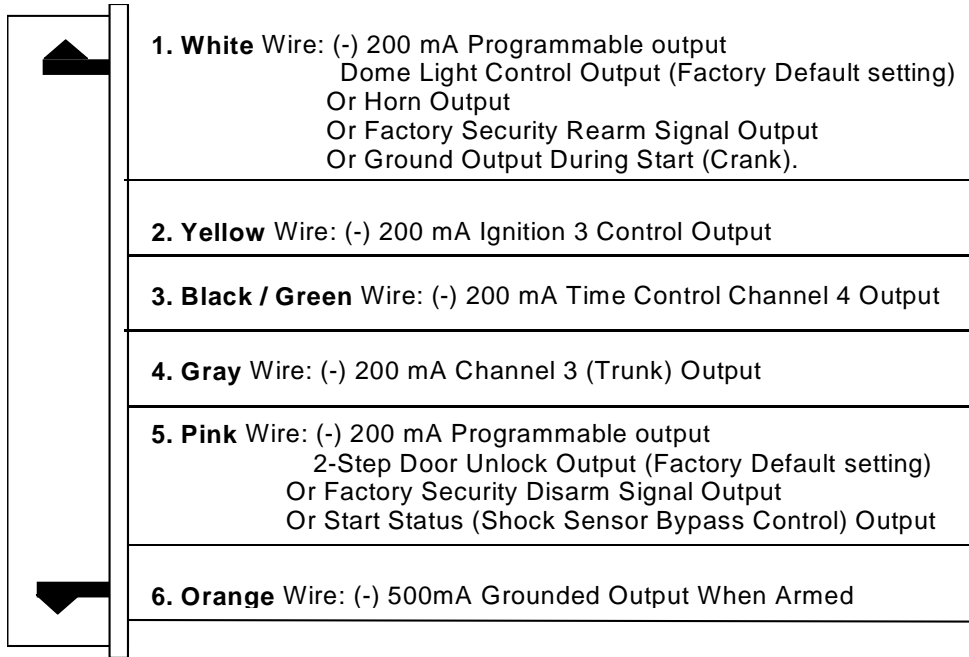 1. White Wire: (-) 200 mA Programmable output
Dome Light Control Output (Factory Default setting)
Or Horn Output
Or Factory Security Rearm Signal Output
Or Ground Output During Start (Crank).
2. Yellow Wire: (-) 200 mA Ignition 3 Control Output
3. Black / Green Wire: (-) 200 mA Time Control Channel 4 Output
4. Gray Wire: (-) 200 mA Channel 3 (Trunk) Output
5. Pink Wire: (-) 200 mA Programmable output
2-Step Door Unlock Output (Factory Default setting)
Or Factory Security Disarm Signal Output
Or Start Status (Shock Sensor Bypass Control) Output
6. Orange Wire: (-) 500mA Grounded Output When Armed